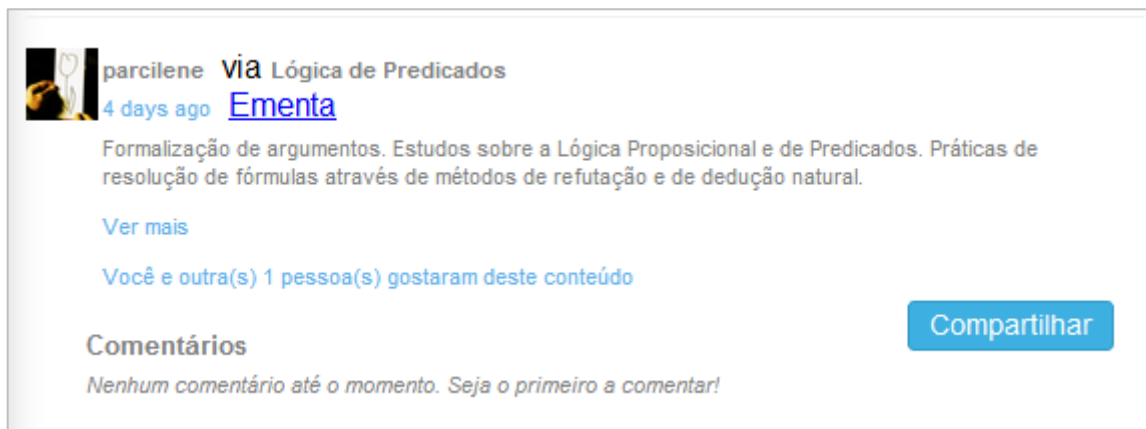 parcilene via Lógica de Predicados
4 days ago Ementa
Formalização de argumentos. Estudos sobre a Lógica Proposicional e de Predicados. Práticas de
resolução de fórmulas através de métodos de refutação e de dedução natural.
Ver mais
Você e outra(s) 1 pessoa(s) gostaram deste conteúdo
Compartilhar
Comentários
Nenhum comentário até o momento. Seja o primeiro a comentar!